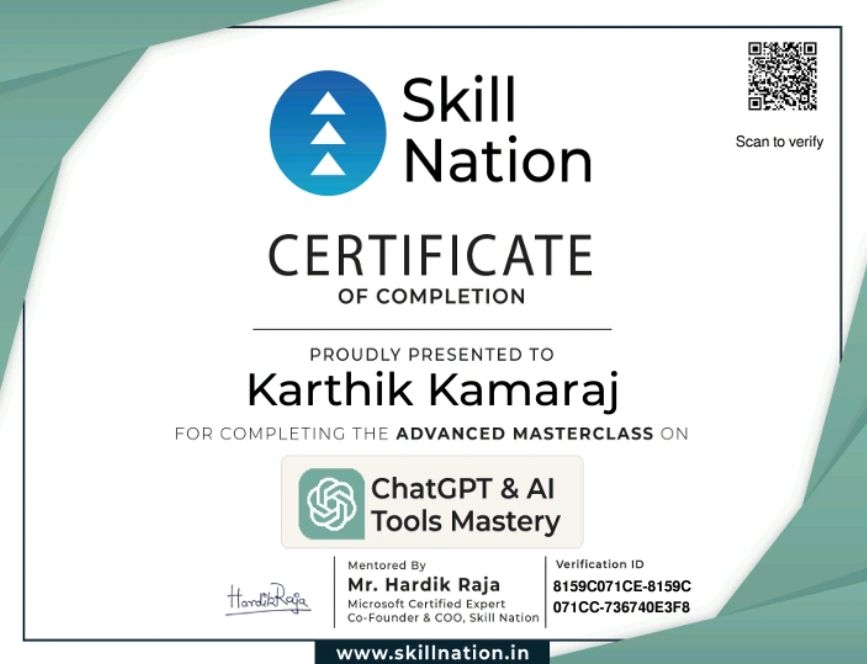 Skill
Nation
Scan to verify
CERTIFICATE
OF COMPLETION
PROUDLY PRESENTED TO
Karthik Kamaraj
FOR COMPLETING THE ADVANCED MASTERCLASS ON
ChatGPT & AI
Tools Mastery
HardikRaja
Mentored By
Mr. Hardik Raja
Microsoft Certified Expert
Co-Founder & COO, Skill Nation
Verification ID
8159C071CE-8159C
071CC-736740E3F8
www.skillnation.in